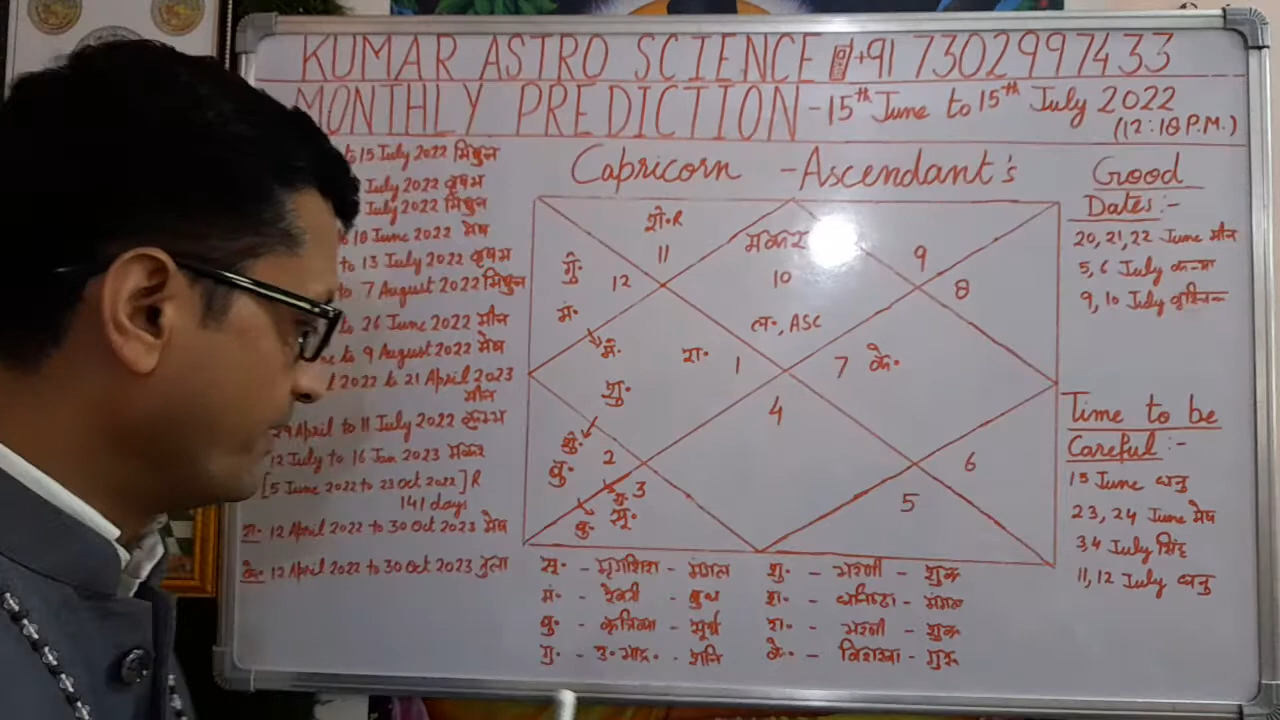 KUMAR ASTRO SCIENCE +91 7302997433
MONTHLY PREDICTION - 15th June to 15th July 2022
(12:18 P.M.)
to 15 July 2022 मिथुन
July 2022 वृषभ
July 2022 मिथुन
18 June 2022 मेष
to 13 July 2022 वृषभ
to 7 August 2022 मिथुन
to 26 June 2022 मीन
to 9 August 2022 मेष
2022 to 21 April 2023
मीन
29 April to 11 July 2022 कुम्भ
12 July to 16 Jan 2023 मकर
[5 June 2022 to 23 Oct 2022] R
141 days
रा. 12 April 2022 to 30 Oct 2023 मेष
के. 12 April 2022 to 30 Oct 2023 तुला
Capricorn - Ascendant's
श.R
11
मकर
10
ल., ASC
9
8
गु.
12
मं.
मं.
रा.
1
7 के.
शु.
4
शु.
बु.
2
3
सू.
बु.
6
5
सू. - मृगशिरा - मंगल
मं. - रेवती - बुध
बु. - कृत्तिका - सूर्य
गु. - उ.भाद्र. - शनि
शु. - भरणी - शुक्र
श. - धनिष्ठा - मंगल
रा. - भरणी - शुक्र
के. - विशाखा - गुरू
Good
Dates:-
20, 21, 22 June मीन
5, 6 July कन्या
9, 10 July वृश्चिक
Time to be
Careful:-
15 June धनु
23, 24 June मेष
3,4 July सिंह
11, 12 July धनु